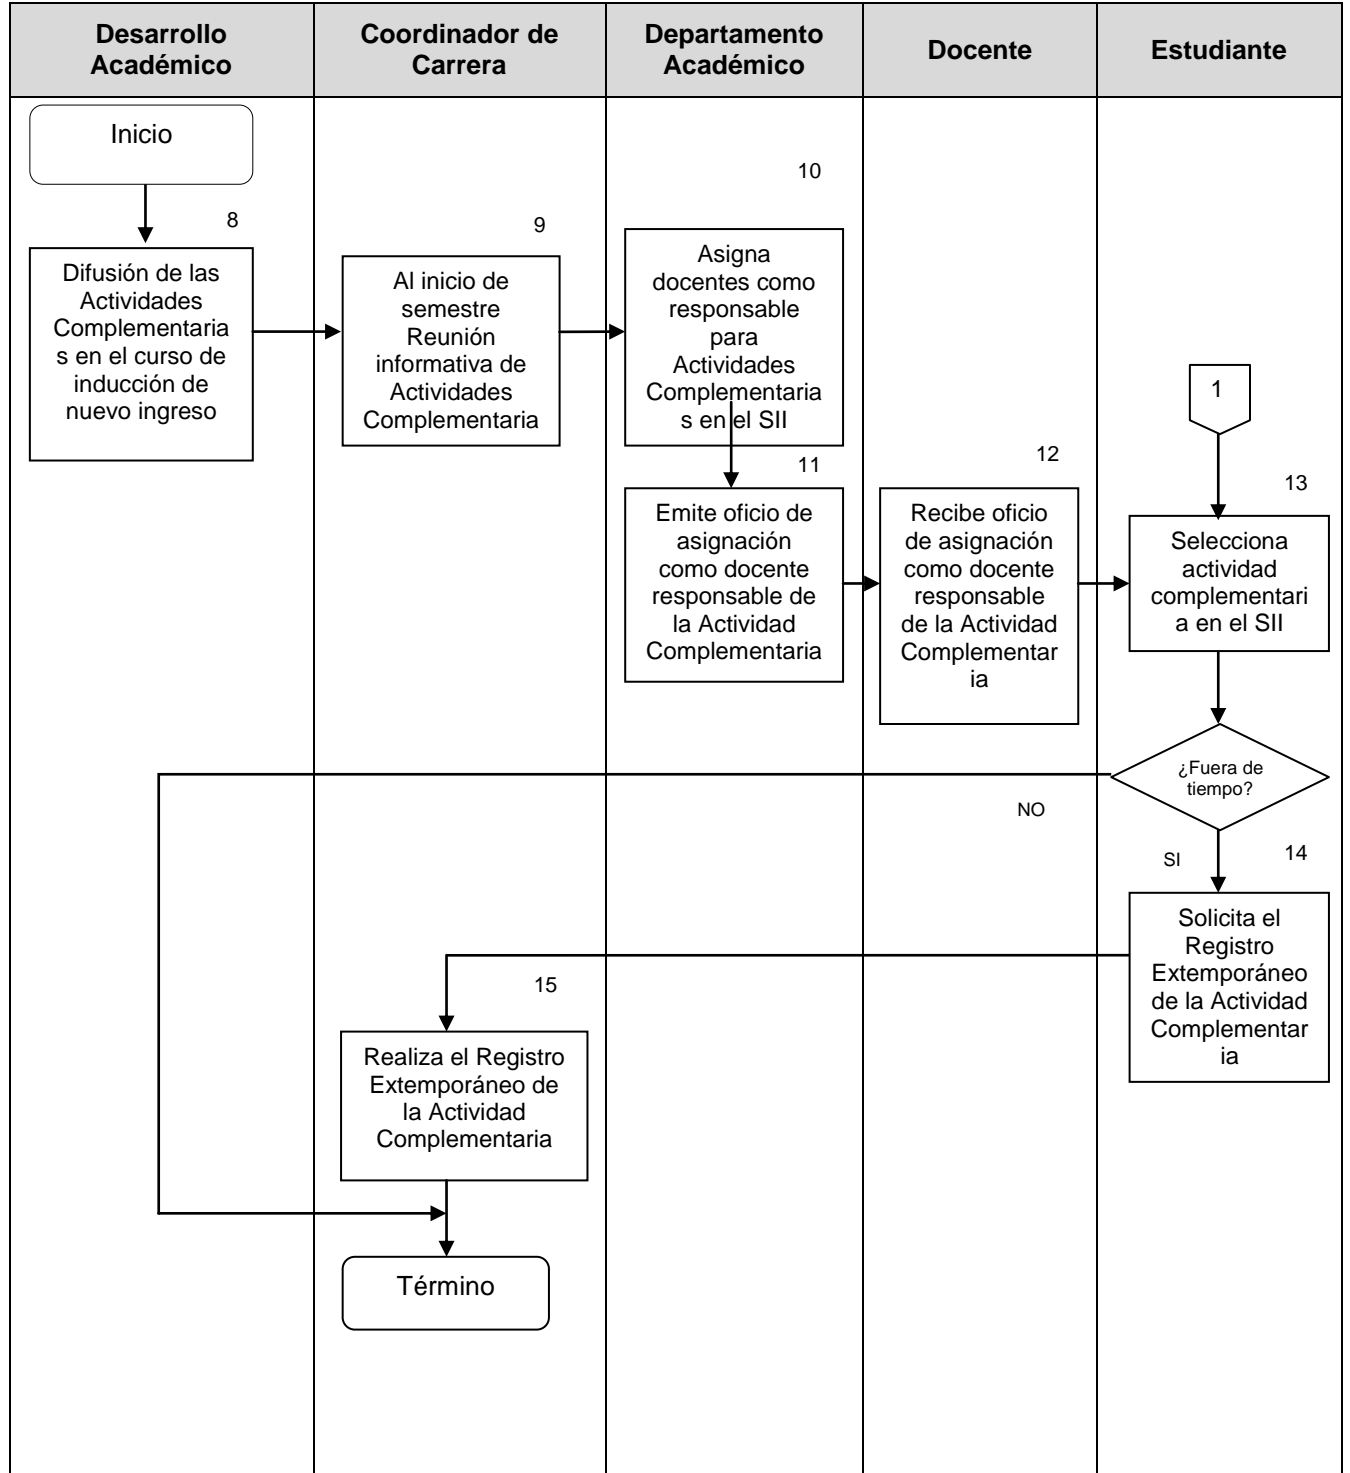 Desarrollo
Académico
Coordinador de
Carrera
Departamento
Académico
Docente
Estudiante
Inicio
8
Difusión de las
Actividades
Complementaria
s en el curso de
inducción de
nuevo ingreso
9
Al inicio de
semestre
Reunión
informativa de
Actividades
Complementaria
10
Asigna
docentes como
responsable
para
Actividades
Complementaria
s en el SII
11
Emite oficio de
asignación
como docente
responsable de
la Actividad
Complementaria
12
Recibe oficio
de asignación
como docente
responsable
de la Actividad
Complementar
ia
1
13
Selecciona
actividad
complementari
a en el SII
¿Fuera de
tiempo?
NO
SI
14
Solicita el
Registro
Extemporáneo
de la Actividad
Complementar
ia
15
Realiza el Registro
Extemporáneo de
la Actividad
Complementaria
Término